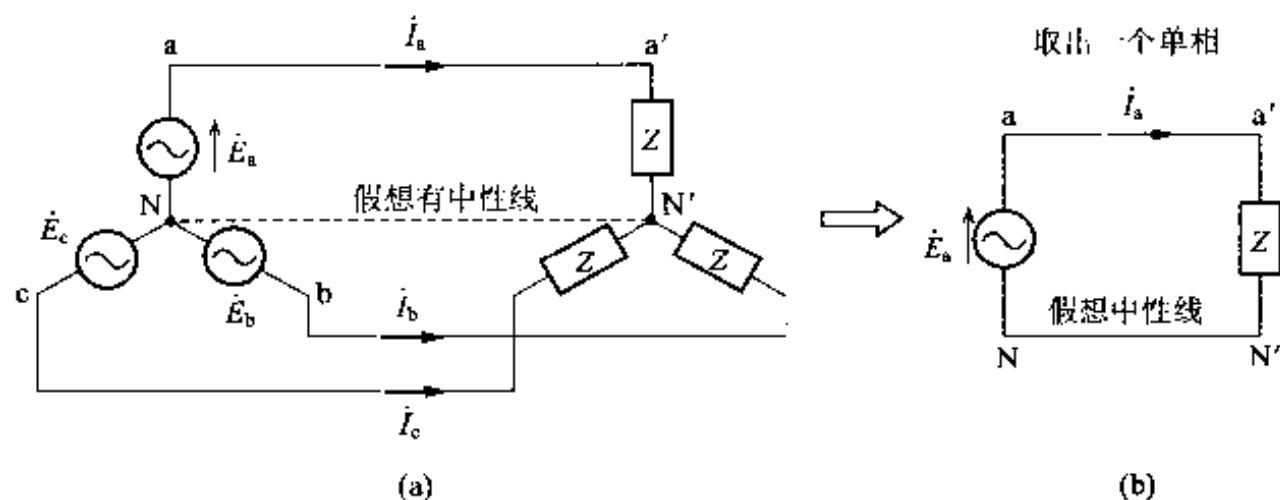 İa
a a′
取出一个单相
Z
Ėa
N 假想有中性线 N′
Ėc
Z Z
c b
Ėb İb
İc
(a)
a İa a′
Ėa Z
假想中性线
N N′
(b)